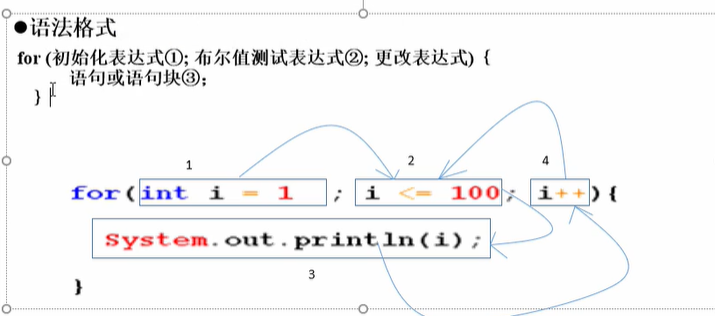 ●语法格式
for (初始化表达式①; 布尔值测试表达式②; 更改表达式) {
语句或语句块③;
}
1 2 4
for(int i = 1 ; i <= 100; i++){
System.out.println(i);
3
}